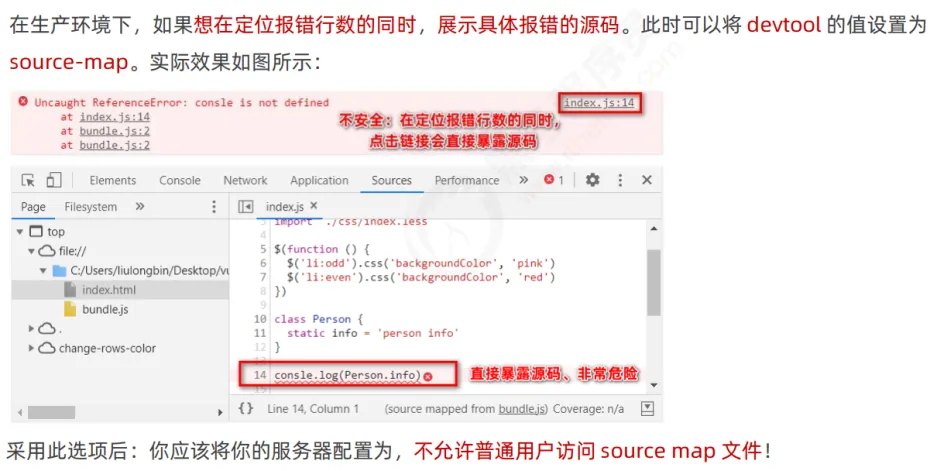 在生产环境下，如果想在定位报错行数的同时，展示具体报错的源码。此时可以将 devtool 的值设置为
source-map。实际效果如图所示：
Uncaught ReferenceError: consle is not defined
index.js:14
at index.js:14
at bundle.js:2
at bundle.js:2
不安全：在定位报错行数的同时，
点击链接会直接暴露源码
Elements Console Network Application Sources Performance » 1
Page Filesystem » index.js ×
top
file://
C:/Users/liulongbin/Desktop/vu
index.html
bundle.js
.
change-rows-color
import './css/index.less
4
5 $(function () {
6 $('li:odd').css('backgroundColor', 'pink')
7 $('li:even').css('backgroundColor', 'red')
8 })
9
10 class Person {
11 static info = 'person info'
12 }
13
14 consle.log(Person.info)
直接暴露源码、非常危险
{} Line 14, Column 1 (source mapped from bundle.js) Coverage: n/a
采用此选项后：你应该将你的服务器配置为，不允许普通用户访问 source map 文件！